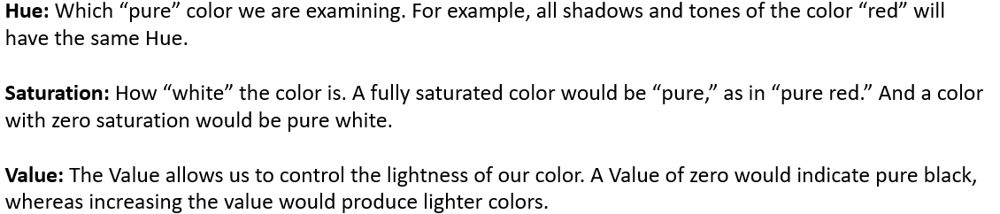 Hue: Which “pure” color we are examining. For example, all shadows and tones of the color “red” will
have the same Hue.
Saturation: How “white” the color is. A fully saturated color would be “pure,” as in “pure red.” And a color
with zero saturation would be pure white.
Value: The Value allows us to control the lightness of our color. A Value of zero would indicate pure black,
whereas increasing the value would produce lighter colors.